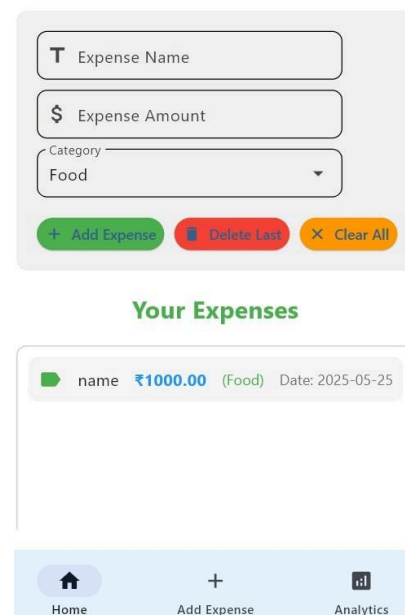 Expense Name
$ Expense Amount
Category
Food
+ Add Expense Delete Last × Clear All
Your Expenses
name ₹1000.00 (Food) Date: 2025-05-25
Home Add Expense Analytics